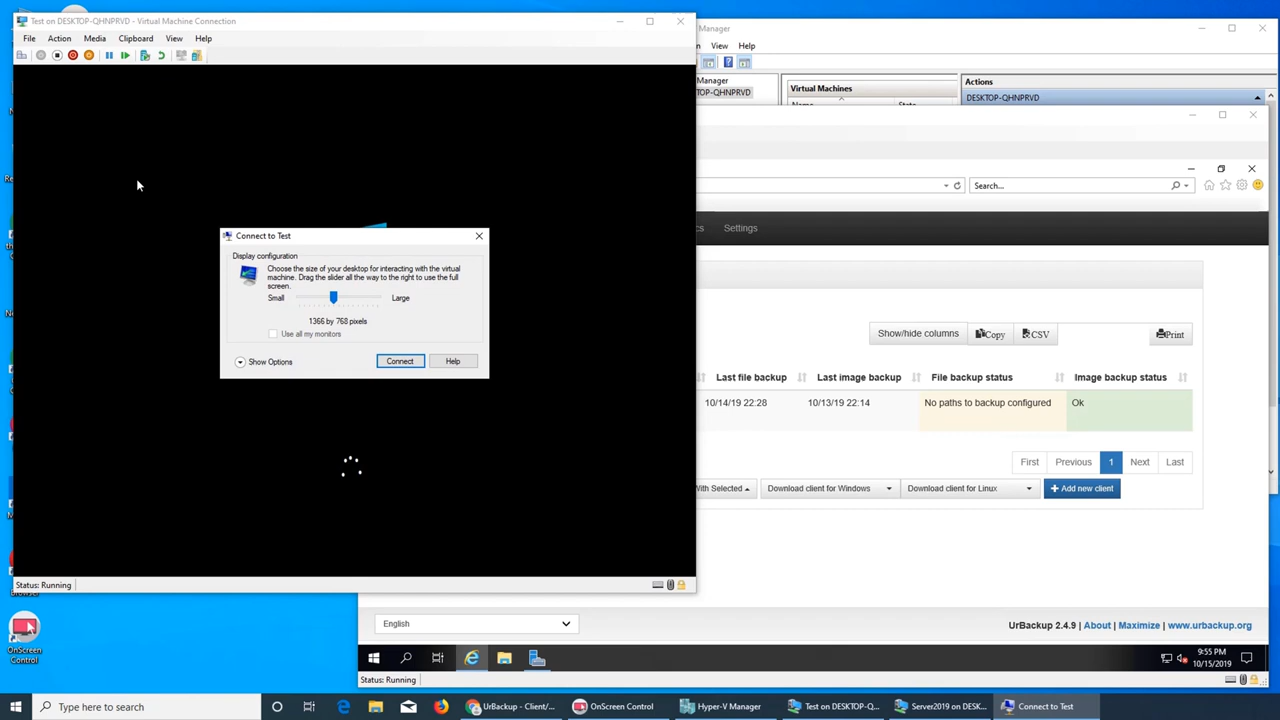 Test on DESKTOP-QHNPRVD - Virtual Machine Connection
File Action Media Clipboard View Help
Connect to Test
Display configuration
Choose the size of your desktop for interacting with the virtual
machine. Drag the slider all the way to the right to use the full
screen.
Small Large
1366 by 768 pixels
Use all my monitors
Show Options Connect Help
Status: Running
Manager
View Help
Manager
TOP-QHNPRVD
Virtual Machines
Name State
Actions
DESKTOP-QHNPRVD
Search...
cs Settings
Show/hide columns Copy CSV Print
Last file backup Last image backup File backup status Image backup status
10/14/19 22:28 10/13/19 22:14 No paths to backup configured Ok
First Previous 1 Next Last
With Selected Download client for Windows Download client for Linux + Add new client
English
UrBackup 2.4.9 | About | Maximize | www.urbackup.org
9:55 PM
10/15/2019
Status: Running
OnScreen
Control
Type here to search
UrBackup - Client/... OnScreen Control Hyper-V Manager Test on DESKTOP-Q... Server2019 on DESK... Connect to Test